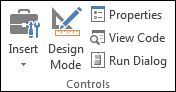 Insert
Design
Mode
Properties
View Code
Run Dialog
Controls